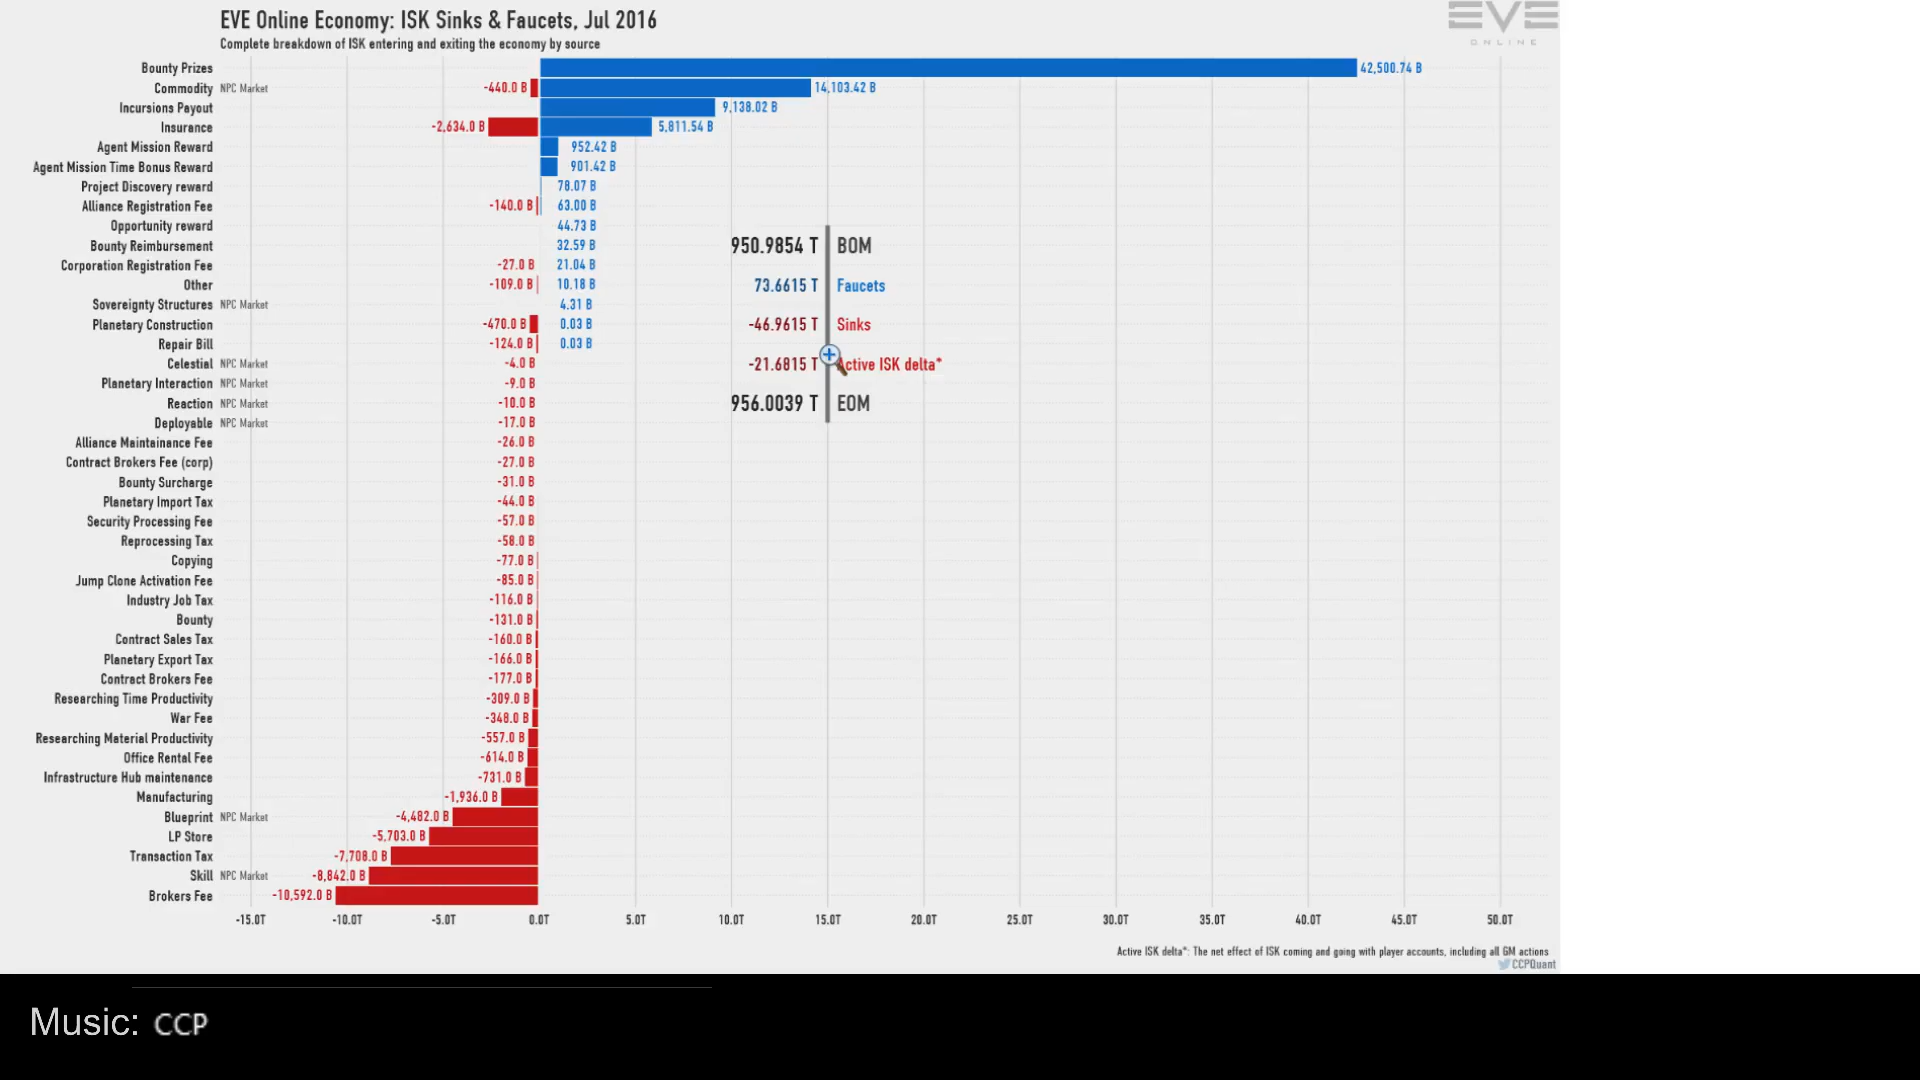 EVE Online Economy: ISK Sinks & Faucets, Jul 2016
Complete breakdown of ISK entering and exiting the economy by source
EVE
ONLINE
Bounty Prizes 42,500.74 B
Commodity NPC Market -440.0 B 14,103.42 B
Incursions Payout 9,138.02 B
Insurance -2,634.0 B 5,811.54 B
Agent Mission Reward 952.42 B
Agent Mission Time Bonus Reward 901.42 B
Project Discovery reward 78.07 B
Alliance Registration Fee -140.0 B 63.00 B
Opportunity reward 44.73 B
Bounty Reimbursement 32.59 B
950.9854 T BOM
Corporation Registration Fee -27.0 B 21.04 B
Other -109.0 B 10.18 B
73.6615 T Faucets
Sovereignty Structures NPC Market 4.31 B
Planetary Construction -470.0 B 0.03 B
-46.9615 T Sinks
Repair Bill -124.0 B 0.03 B
Celestial NPC Market -4.0 B
-21.6815 T Active ISK delta*
Planetary Interaction NPC Market -9.0 B
Reaction NPC Market -10.0 B
956.0039 T EOM
Deployable NPC Market -17.0 B
Alliance Maintainance Fee -26.0 B
Contract Brokers Fee (corp) -27.0 B
Bounty Surcharge -31.0 B
Planetary Import Tax -44.0 B
Security Processing Fee -57.0 B
Reprocessing Tax -58.0 B
Copying -77.0 B
Jump Clone Activation Fee -85.0 B
Industry Job Tax -116.0 B
Bounty -131.0 B
Contract Sales Tax -160.0 B
Planetary Export Tax -166.0 B
Contract Brokers Fee -177.0 B
Researching Time Productivity -309.0 B
War Fee -348.0 B
Researching Material Productivity -557.0 B
Office Rental Fee -614.0 B
Infrastructure Hub maintenance -731.0 B
Manufacturing -1,936.0 B
Blueprint NPC Market -4,482.0 B
LP Store -5,703.0 B
Transaction Tax -7,708.0 B
Skill NPC Market -8,842.0 B
Brokers Fee -10,592.0 B
-15.0T -10.0T -5.0T 0.0T 5.0T 10.0T 15.0T 20.0T 25.0T 30.0T 35.0T 40.0T 45.0T 50.0T
Active ISK delta*: The net effect of ISK coming and going with player accounts, including all GM actions
CCPQuant
Music: CCP